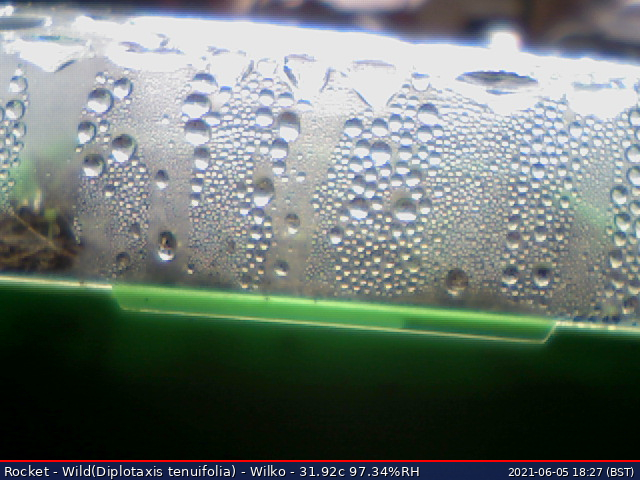 Rocket - Wild(Diplotaxis tenuifolia) - Wilko - 31.92c 97.34%RH 2021-06-05 18:27 (BST)